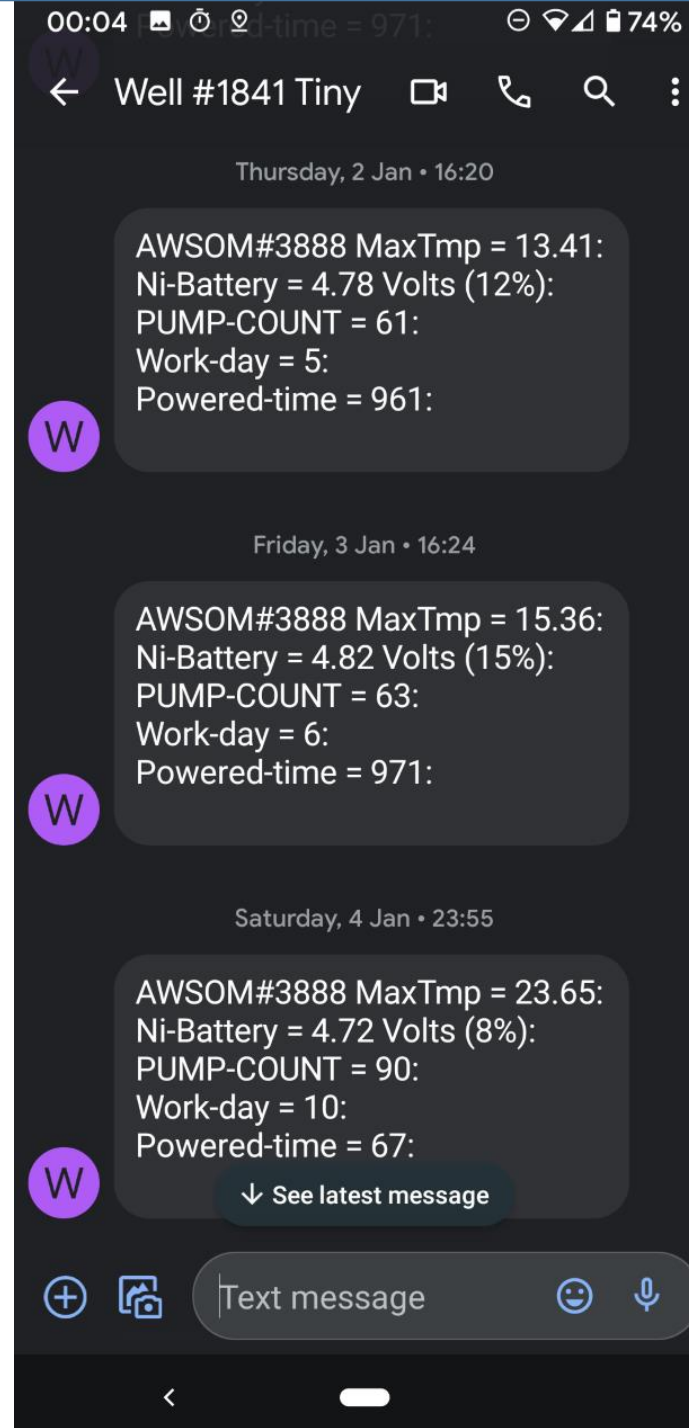 00:04
74%
Powered-time = 971:
Well #1841 Tiny
Thursday, 2 Jan • 16:20
AWSOM#3888 MaxTmp = 13.41:
Ni-Battery = 4.78 Volts (12%):
PUMP-COUNT = 61:
Work-day = 5:
Powered-time = 961:
W
Friday, 3 Jan • 16:24
AWSOM#3888 MaxTmp = 15.36:
Ni-Battery = 4.82 Volts (15%):
PUMP-COUNT = 63:
Work-day = 6:
Powered-time = 971:
W
Saturday, 4 Jan • 23:55
AWSOM#3888 MaxTmp = 23.65:
Ni-Battery = 4.72 Volts (8%):
PUMP-COUNT = 90:
Work-day = 10:
Powered-time = 67:
W
See latest message
Text message